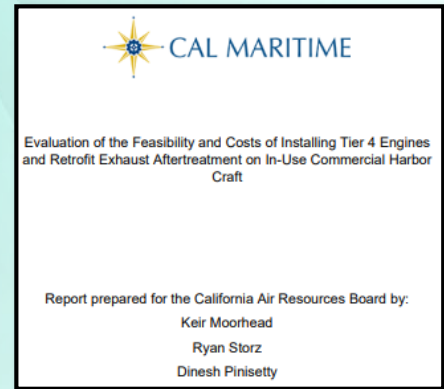 CAL MARITIME
Evaluation of the Feasibility and Costs of Installing Tier 4 Engines
and Retrofit Exhaust Aftertreatment on In-Use Commercial Harbor
Craft
Report prepared for the California Air Resources Board by:
Keir Moorhead
Ryan Storz
Dinesh Pinisetty